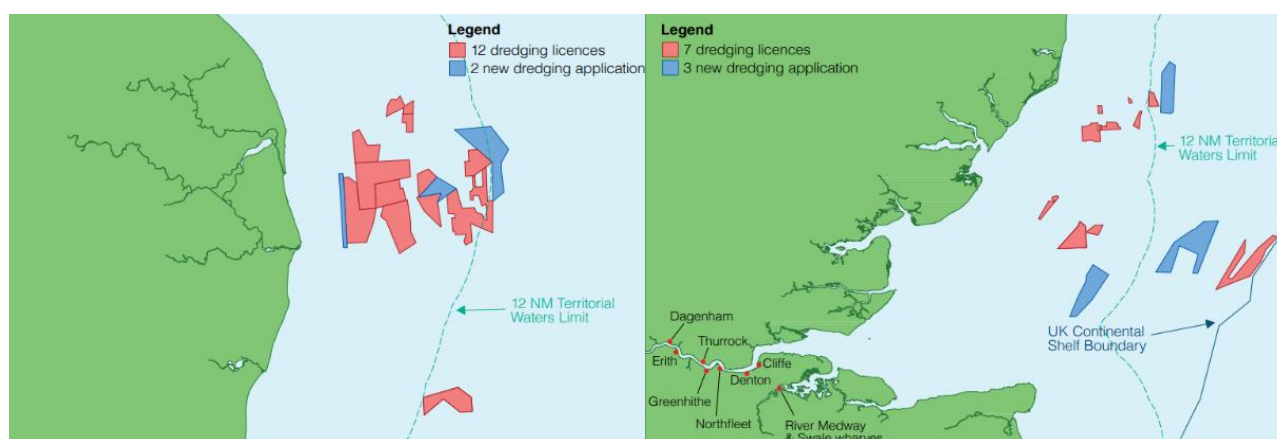 Legend
12 dredging licences
2 new dredging application
12 NM Territorial
Waters Limit
Legend
7 dredging licences
3 new dredging application
12 NM Territorial
Waters Limit
UK Continental
Shelf Boundary
Dagenham
Thurrock
Erith
Cliffe
Denton
Greenhithe
Northfleet
River Medway
& Swale wharves